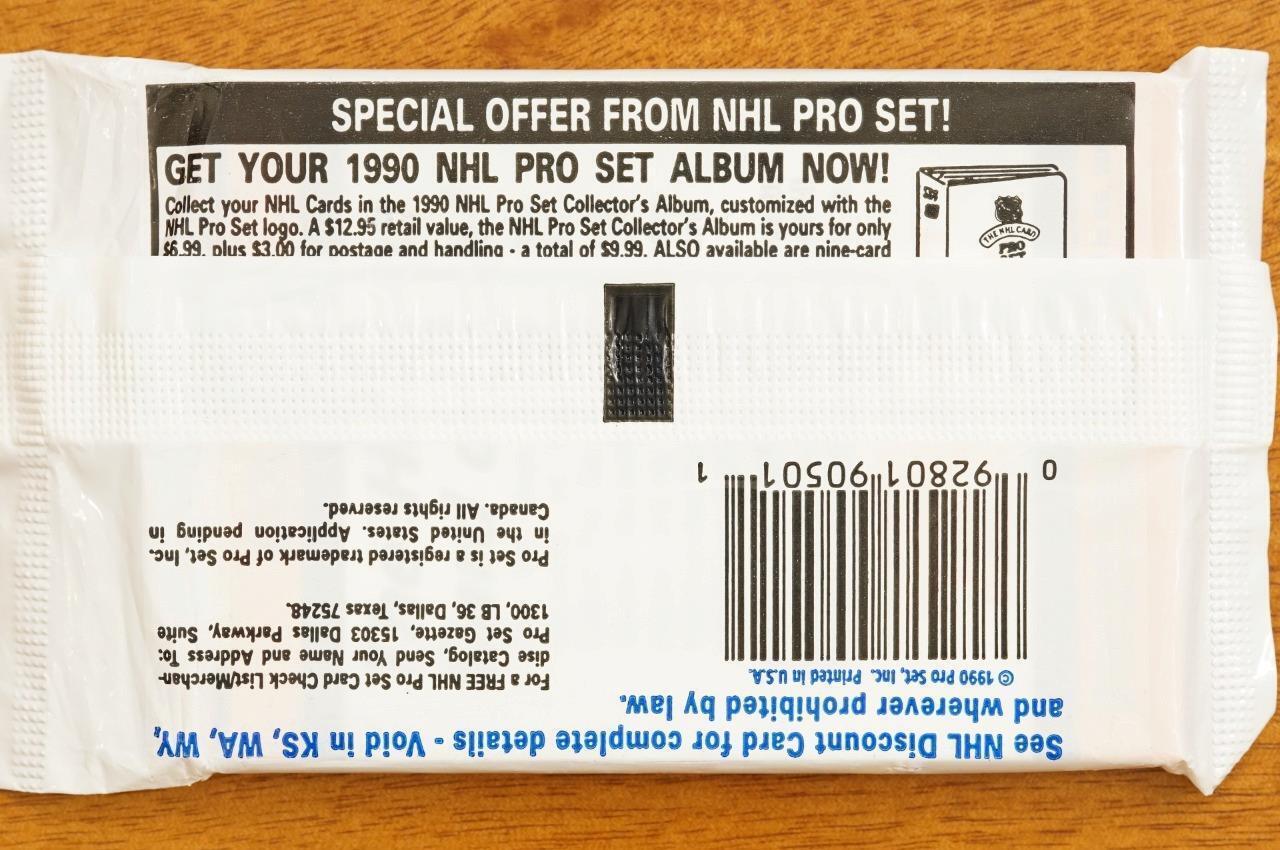 SPECIAL OFFER FROM NHL PRO SET!
GET YOUR 1990 NHL PRO SET ALBUM NOW!
Collect your NHL Cards in the 1990 NHL Pro Set Collector's Album, customized with the
NHL Pro Set logo. A $12.95 retail value, the NHL Pro Set Collector's Album is yours for only
$6.99, plus $3.00 for postage and handling - a total of $9.99. ALSO available are nine-card
THE NHL CARD
PRO
SET
See NHL Discount Card for complete details - Void in KS, WA, WY,
and wherever prohibited by law.
© 1990 Pro Set, Inc. Printed in U.S.A.
0 92801 90501 1
For a FREE NHL Pro Set Card Check List/Merchan-
dise Catalog, Send Your Name and Address To:
Pro Set Gazette, 15303 Dallas Parkway, Suite
1300, LB 36, Dallas, Texas 75248.
Pro Set is a registered trademark of Pro Set, Inc.
in the United States. Application pending in
Canada. All rights reserved.